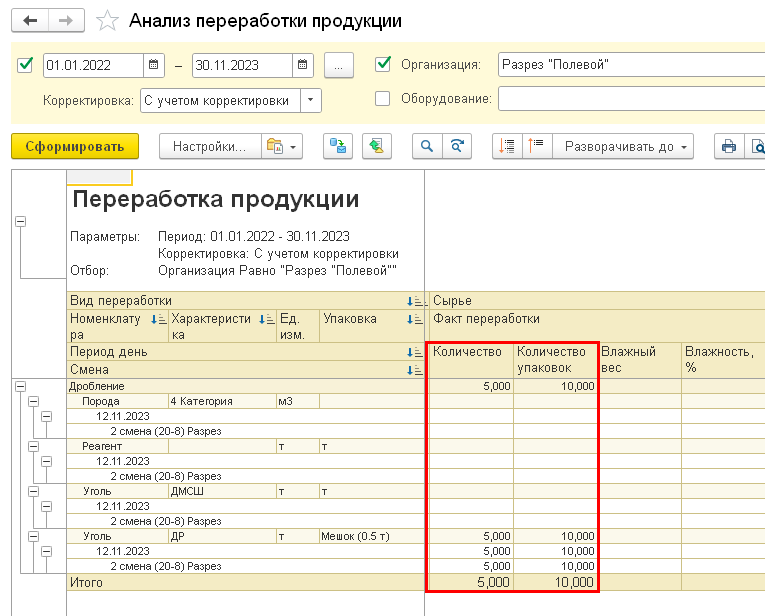 Анализ переработки продукции
01.01.2022 – 30.11.2023 ... Организация: Разрез "Полевой"
Корректировка: С учетом корректировки Оборудование:
Сформировать Настройки... Разворачивать до
Переработка продукции
Параметры: Период: 01.01.2022 - 30.11.2023
Корректировка: С учетом корректировки
Отбор: Организация Равно "Разрез "Полевой""
Вид переработки Сырье
Номенклату Характеристи Ед. Упаковка Факт переработки
ра ка изм.
Период день Количество Количество Влажный Влажность,
упаковок вес %
Смена
Дробление 5,000 10,000
Порода 4 Категория м3
12.11.2023
2 смена (20-8) Разрез
Реагент т т
12.11.2023
2 смена (20-8) Разрез
Уголь ДМСШ т т
12.11.2023
2 смена (20-8) Разрез
Уголь ДР т Мешок (0.5 т) 5,000 10,000
12.11.2023 5,000 10,000
2 смена (20-8) Разрез 5,000 10,000
Итого 5,000 10,000